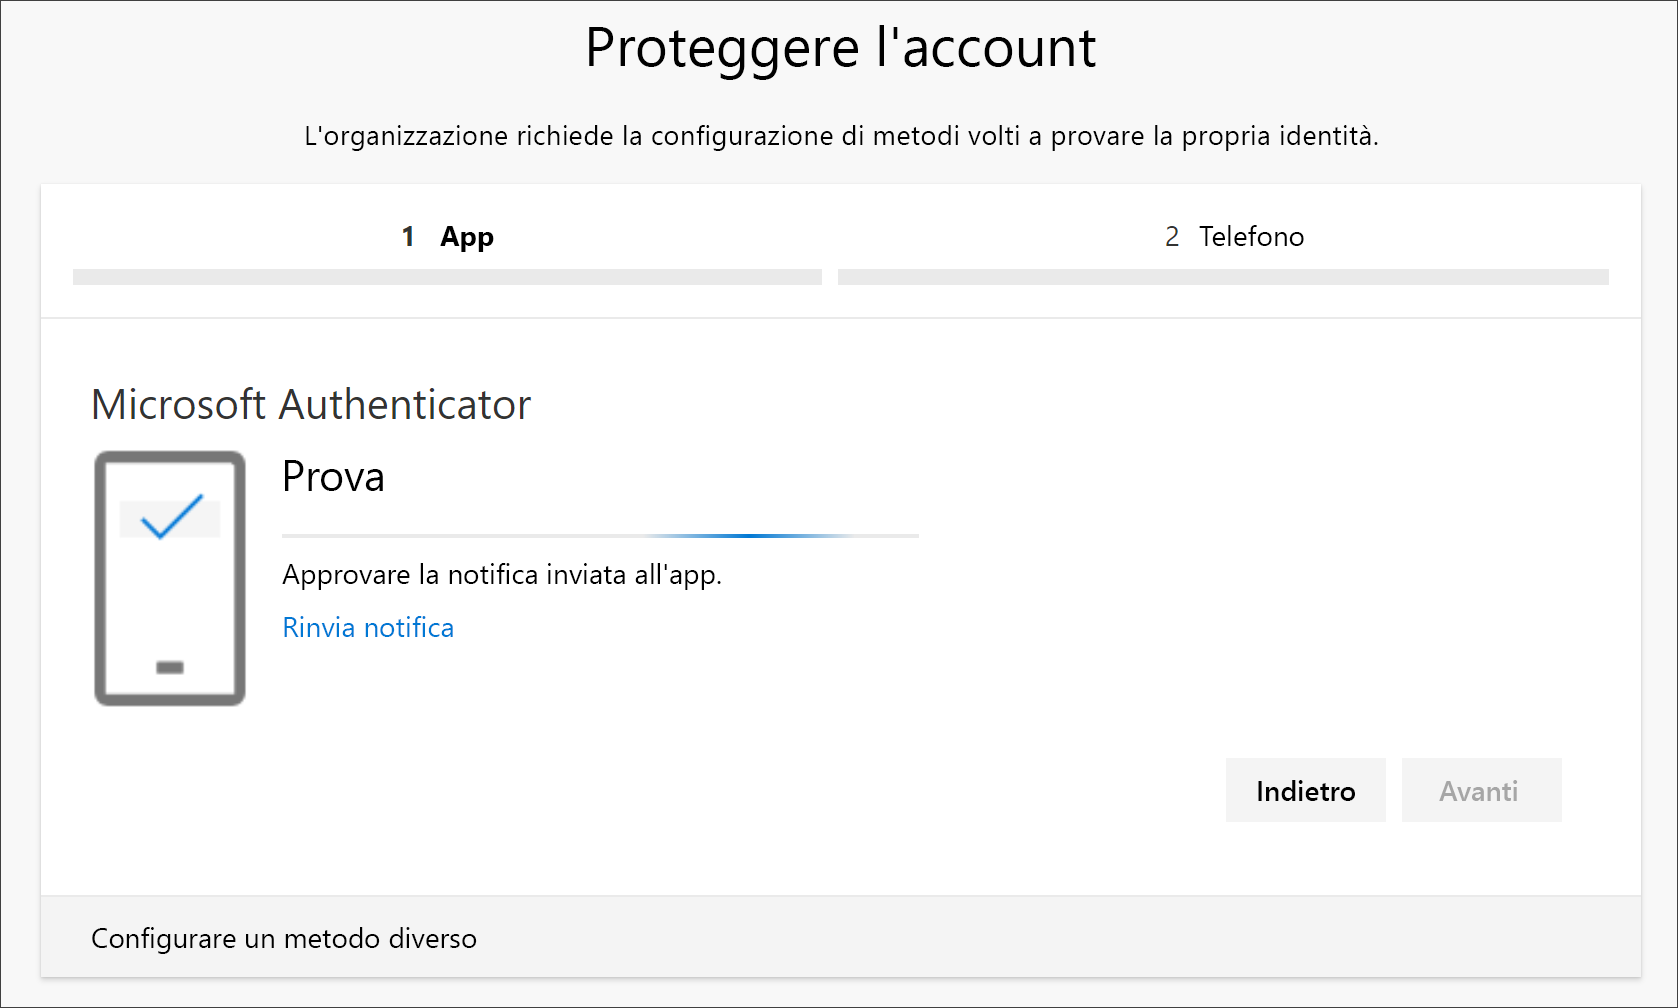 Proteggere l'account
L'organizzazione richiede la configurazione di metodi volti a provare la propria identità.
1 App
2 Telefono
Microsoft Authenticator
Prova
Approvare la notifica inviata all'app.
Rinvia notifica
Indietro
Avanti
Configurare un metodo diverso